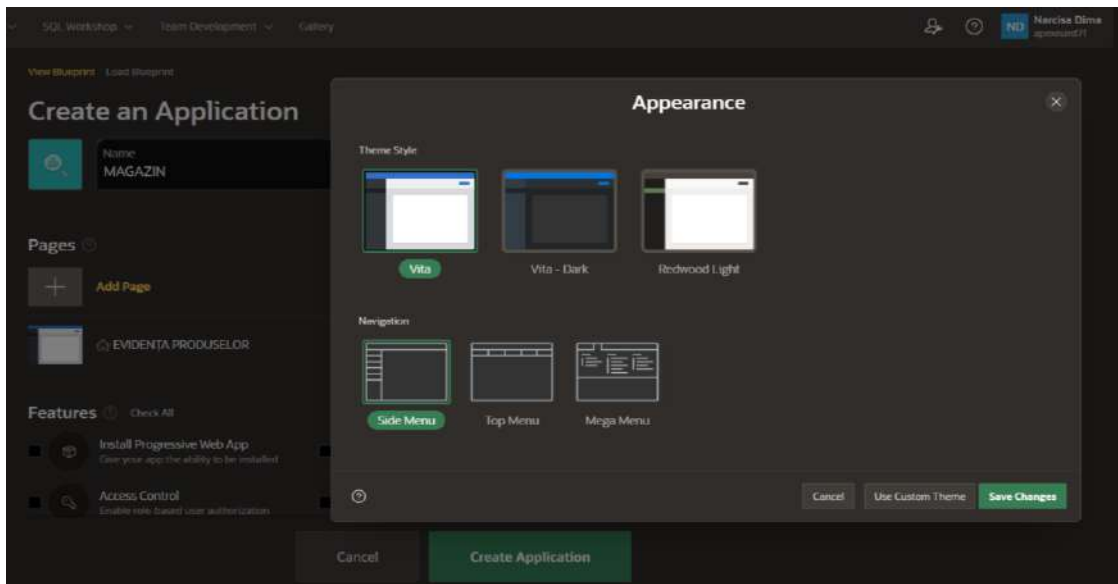 SQL Workshop
Team Development
Gallery
ND
Narcisa Dima
View Blueprint
Load Blueprint
Create an Application
Name
MAGAZIN
Pages
Add Page
EVIDENȚA PRODUSELOR
Features
Check All
Install Progressive Web App
Give your app the ability to be installed
Access Control
Enable role-based user authorization
Cancel
Create Application
Appearance
Theme Style
Vita
Vita - Dark
Redwood Light
Navigation
Side Menu
Top Menu
Mega Menu
Cancel
Use Custom Theme
Save Changes